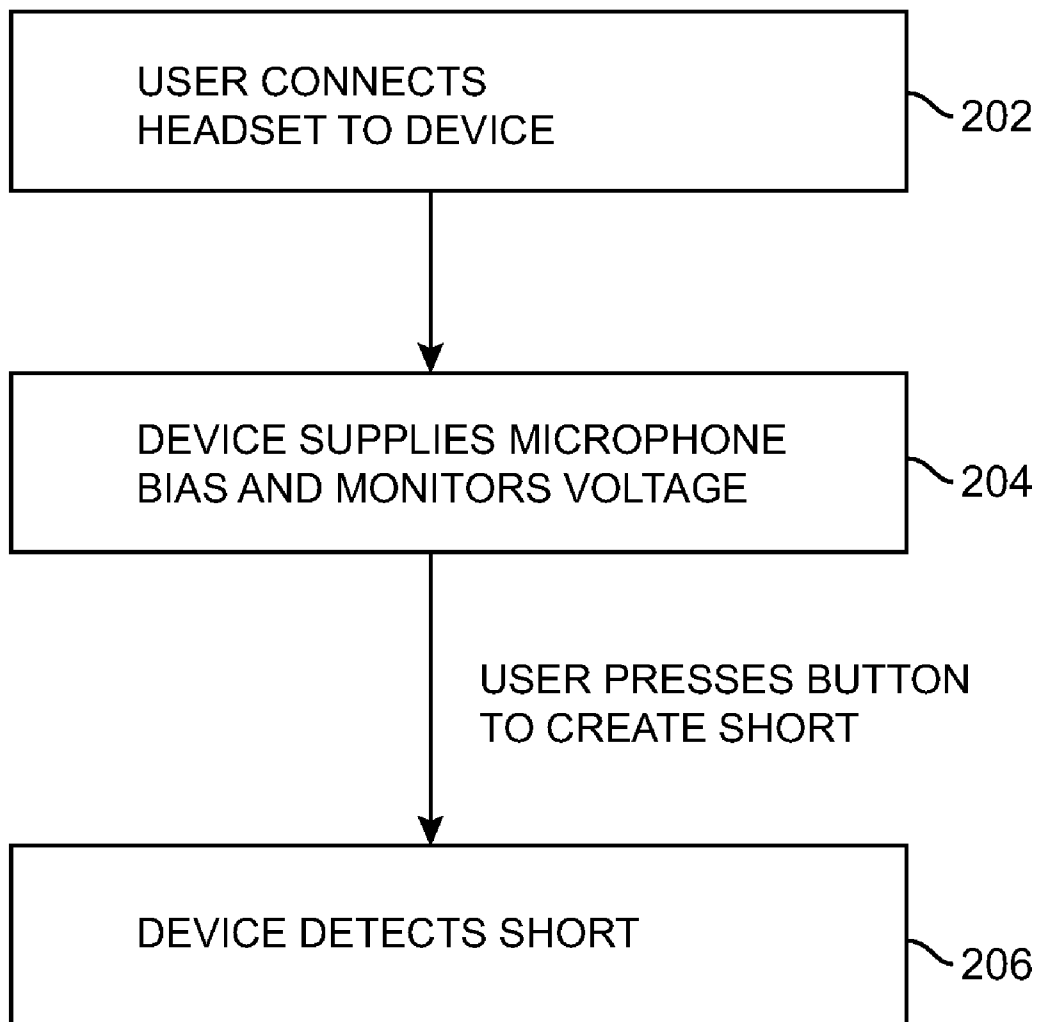 USER CONNECTS
HEADSET TO DEVICE
202
DEVICE SUPPLIES MICROPHONE
BIAS AND MONITORS VOLTAGE
204
USER PRESSES BUTTON
TO CREATE SHORT
DEVICE DETECTS SHORT
206